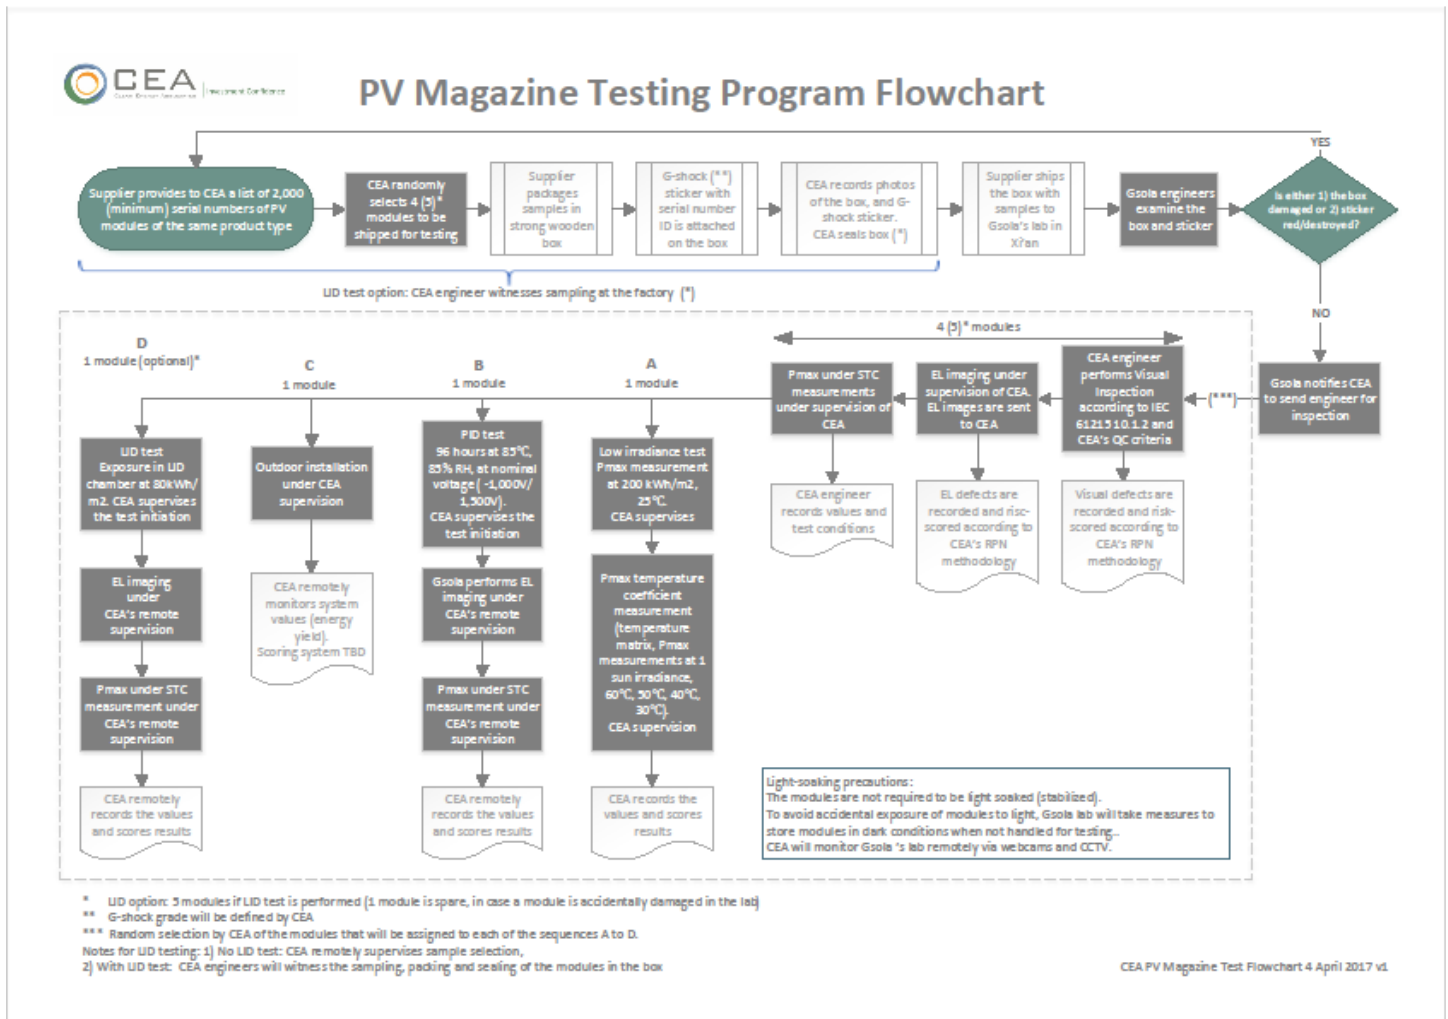 CEA
CLEAN ENERGY ASSOCIATES
Investment Confidence
PV Magazine Testing Program Flowchart
YES
Supplier provides to CEA a list of 2,000
(minimum) serial numbers of PV
modules of the same product type
CEA randomly
selects 4 (5)*
modules to be
shipped for testing
Supplier
packages
samples in
strong wooden
box
G-shock (**)
sticker with
serial number
ID is attached
on the box
CEA records photos
of the box, and G-
shock sticker.
CEA seals box (*)
Supplier ships
the box with
samples to
Gsola's lab in
X?an
Gsola engineers
examine the
box and sticker
Is either 1) the box
damaged or 2) sticker
red/destroyed?
LID test option: CEA engineer witnesses sampling at the factory (*)
NO
4 (5)* modules
D
1 module (optional)*
C
1 module
B
1 module
A
1 module
Pmax under STC
measurements
under supervision of
CEA
EL imaging under
supervision of CEA.
EL images are sent
to CEA
CEA engineer
performs Visual
Inspection
according to IEC
61215 10.1.2 and
CEA's QC criteria
(***)
Gsola notifies CEA
to send engineer for
inspection
LID test
Exposure in LID
chamber at 80kWh/
m2. CEA supervises
the test initiation
Outdoor installation
under CEA
supervision
PID test
96 hours at 85°C,
85% RH, at nominal
voltage ( -1,000V/
1,500V).
CEA supervises the
test initiation
Low irradiance test
Pmax measurement
at 200 kWh/m2,
25°C.
CEA supervises
CEA engineer
records values and
test conditions
EL defects are
recorded and risc-
scored according to
CEA's RPN
methodology
Visual defects are
recorded and risk-
scored according to
CEA's RPN
methodology
EL imaging
under
CEA's remote
supervision
CEA remotely
monitors system
values (energy
yield).
Scoring system TBD
Gsola performs EL
imaging under
CEA's remote
supervision
Pmax temperature
coefficient
measurement
(temperature
matrix, Pmax
measurements at 1
sun irradiance,
60°C, 50°C, 40°C,
30°C).
CEA supervision
Pmax under STC
measurement under
CEA's remote
supervision
Pmax under STC
measurement under
CEA's remote
supervision
CEA remotely
records the values
and scores results
CEA remotely
records the values
and scores results
CEA records the
values and scores
results
Light-soaking precautions:
The modules are not required to be light soaked (stabilized).
To avoid accidental exposure of modules to light, Gsola lab will take measures to
store modules in dark conditions when not handled for testing..
CEA will monitor Gsola 's lab remotely via webcams and CCTV.
* LID option: 5 modules if LID test is performed (1 module is spare, in case a module is accidentally damaged in the lab)
** G-shock grade will be defined by CEA
*** Random selection by CEA of the modules that will be assigned to each of the sequences A to D.
Notes for LID testing: 1) No LID test: CEA remotely supervises sample selection,
2) With LID test: CEA engineers will witness the sampling, packing and sealing of the modules in the box
CEA PV Magazine Test Flowchart 4 April 2017 v1